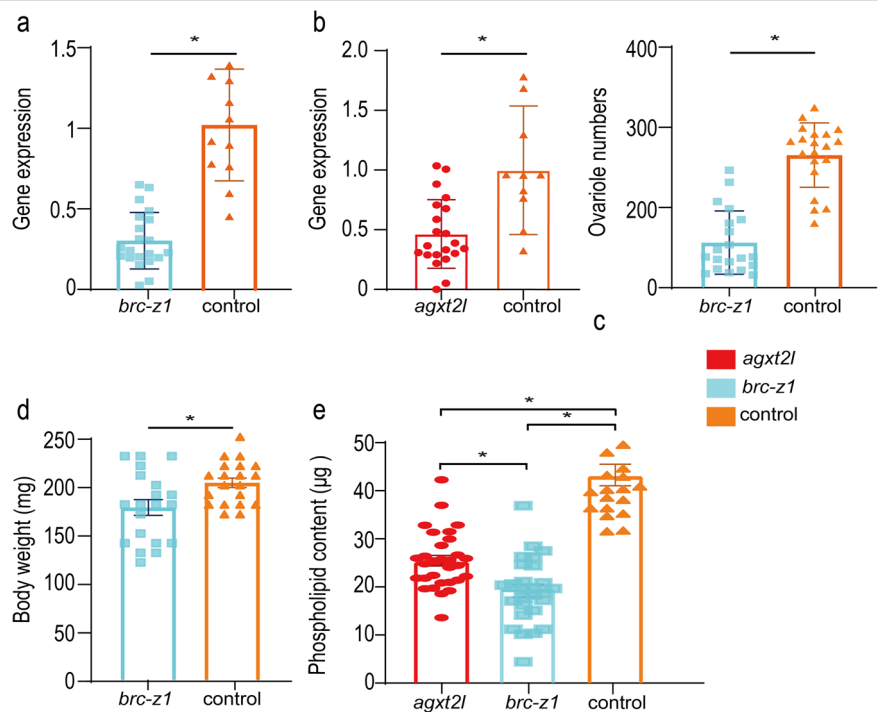 a
*
Gene expression
1.5
1
0.5
0
brc-z1 control
b
*
Gene expression
2.0
1.5
1.0
0.5
0
agxt2l control
*
Ovariole numbers
400
300
200
0
brc-z1 control
c
agxt2l
brc-z1
control
d
*
Body weight (mg)
250
200
150
100
50
0
brc-z1 control
e
*
*
*
Phospholipid content (μg )
50
40
30
20
10
0
agxt2l brc-z1 control